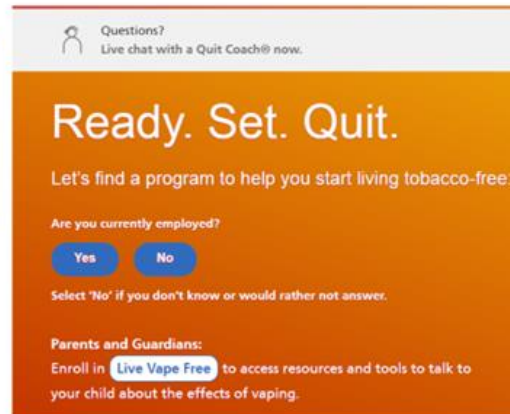 Questions?
Live chat with a Quit Coach® now.
Ready. Set. Quit.
Let's find a program to help you start living tobacco-free:
Are you currently employed?
Yes No
Select 'No' if you don't know or would rather not answer.
Parents and Guardians:
Enroll in Live Vape Free to access resources and tools to talk to
your child about the effects of vaping.